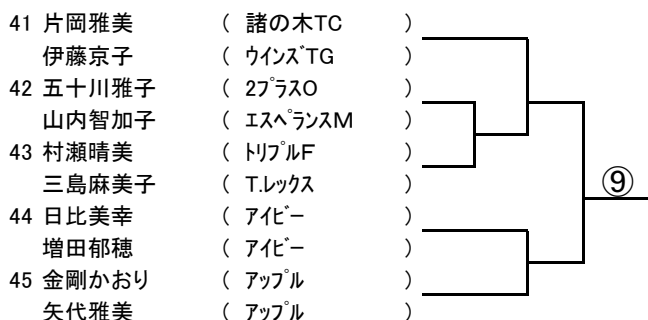 41 片岡雅美 ( 諸の木TC )
伊藤京子 ( ウインズTG )
42 五十川雅子 ( 2プラスO )
山内智加子 ( エスペランスM )
43 村瀬晴美 ( トリプルF )
三島麻美子 ( T.レックス )
⑨
44 日比美幸 ( アイビー )
増田郁穂 ( アイビー )
45 金剛かおり ( アップル )
矢代雅美 ( アップル )